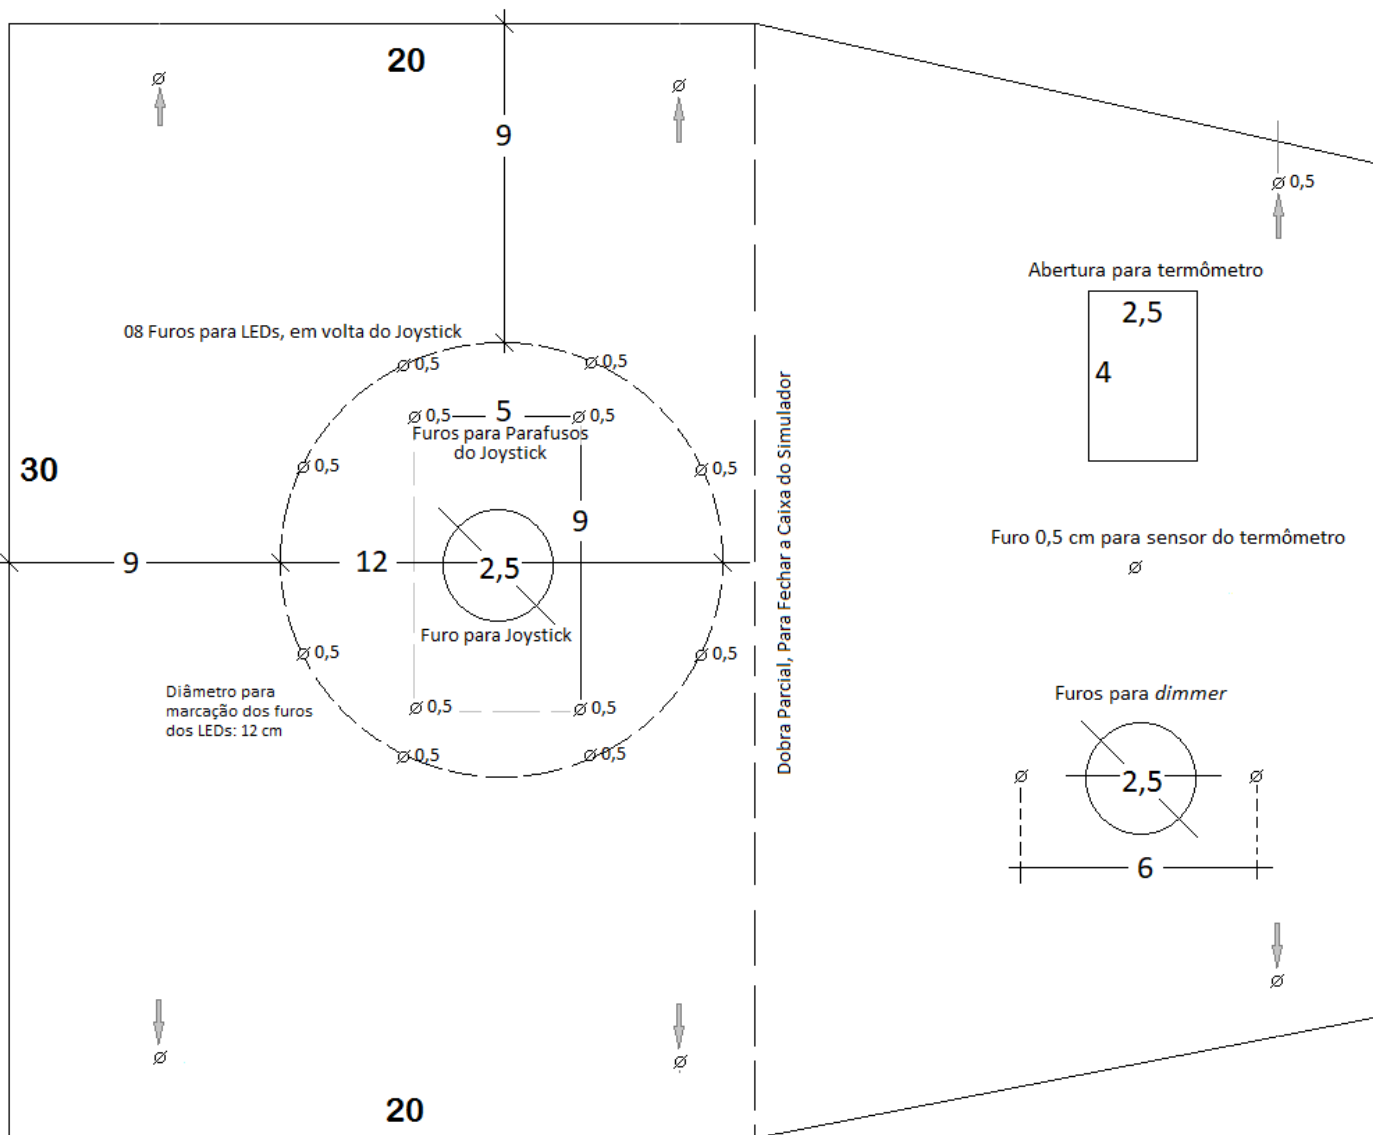 20
9
0,5
Abertura para termômetro
2,5
4
08 Furos para LEDs, em volta do Joystick
0,5
0,5
0,5
5
0,5
Furos para Parafusos
do Joystick
0,5
0,5
30
9
Dobra Parcial, Para Fechar a Caixa do Simulador
Furo 0,5 cm para sensor do termômetro
9
12
2,5
Furo para Joystick
0,5
0,5
Diâmetro para
marcação dos furos
dos LEDs: 12 cm
0,5
0,5
0,5
0,5
Furos para dimmer
2,5
6
20